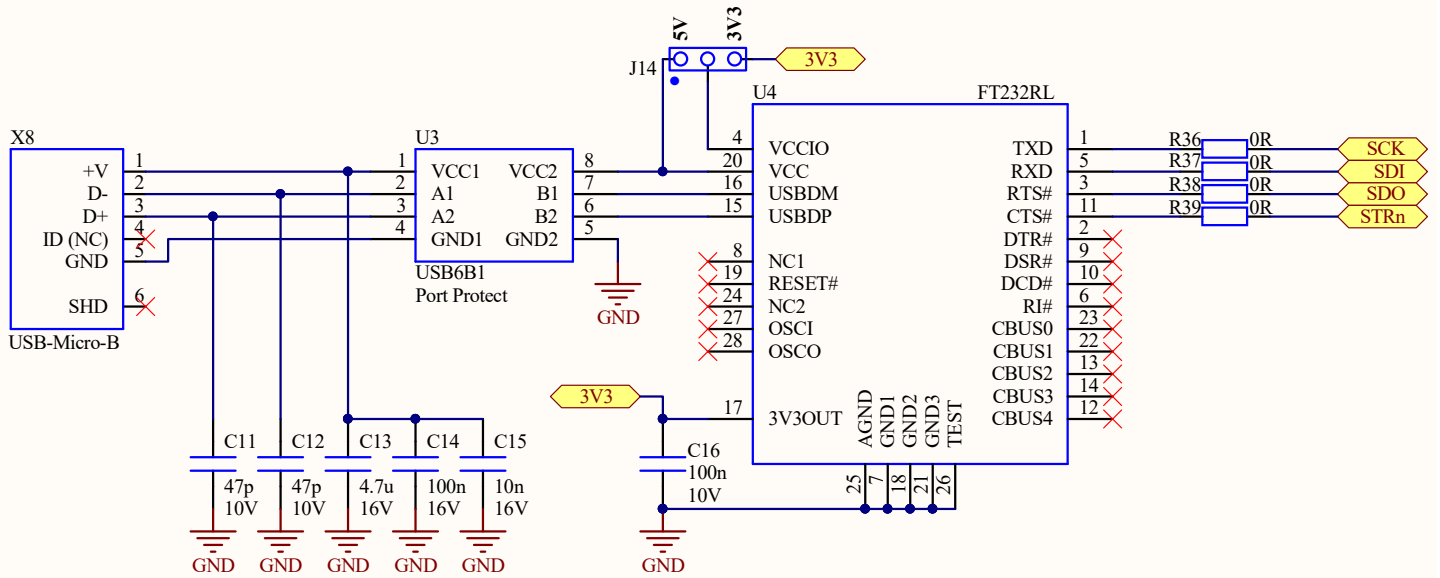 5V
3V3
J14
3V3
X8
+V 1
D- 2
D+ 3
ID (NC) 4
GND 5
SHD 6
USB-Micro-B
U3
1 VCC1 VCC2 8
2 A1 B1 7
3 A2 B2 6
4 GND1 GND2 5
USB6B1
Port Protect
GND
U4 FT232RL
4 VCCIO
20 VCC
16 USBDM
15 USBDP
8 NC1
19 RESET#
24 NC2
27 OSCI
28 OSCO
17 3V3OUT
TXD 1
RXD 5
RTS# 3
CTS# 11
DTR# 2
DSR# 9
DCD# 10
RI# 6
CBUS0 23
CBUS1 22
CBUS2 13
CBUS3 14
CBUS4 12
AGND 25
GND1 7
GND2 18
GND3 21
TEST 26
R36 0R SCK
R37 0R SDI
R38 0R SDO
R39 0R STRn
3V3
C11
47p
10V
GND
C12
47p
10V
GND
C13
4.7u
16V
GND
C14
100n
16V
GND
C15
10n
16V
GND
C16
100n
10V
GND